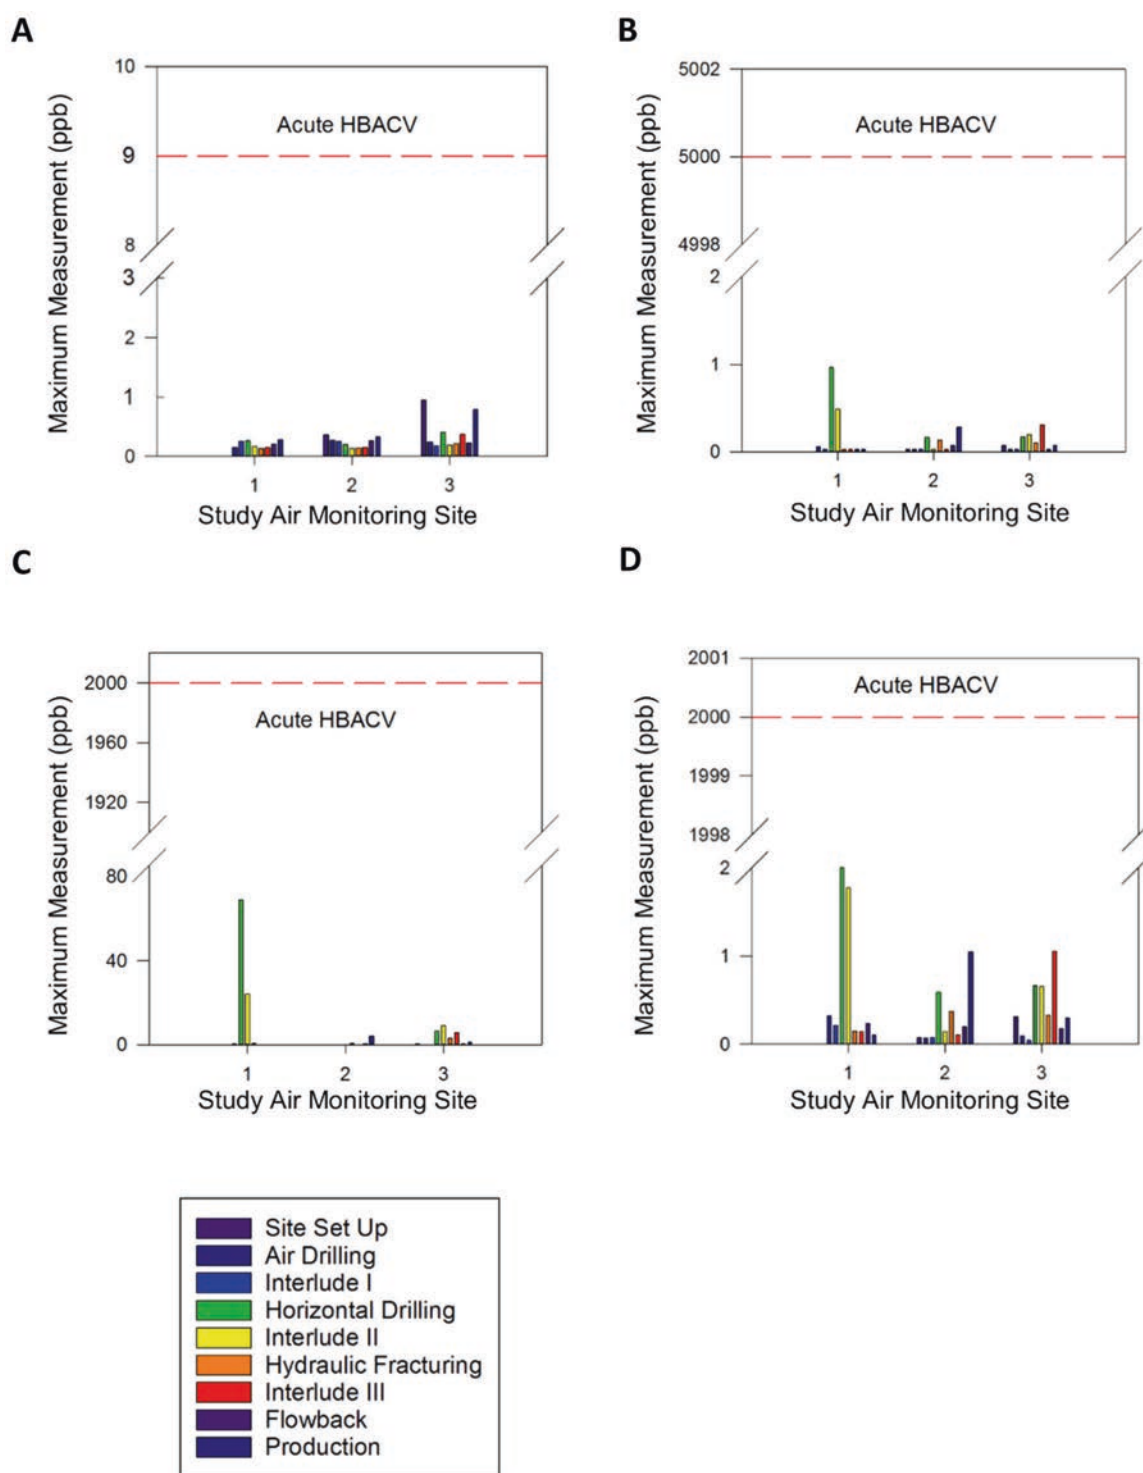 A
Maximum Measurement (ppb)
10
9
8
3
2
1
0
Acute HBACV
1 2 3
Study Air Monitoring Site
B
Maximum Measurement (ppb)
5002
5000
4998
2
1
0
Acute HBACV
1 2 3
Study Air Monitoring Site
C
Maximum Measurement (ppb)
2000
1960
1920
80
40
0
Acute HBACV
1 2 3
Study Air Monitoring Site
D
Maximum Measurement (ppb)
2001
2000
1999
1998
2
1
0
Acute HBACV
1 2 3
Study Air Monitoring Site
Site Set Up
Air Drilling
Interlude I
Horizontal Drilling
Interlude II
Hydraulic Fracturing
Interlude III
Flowback
Production